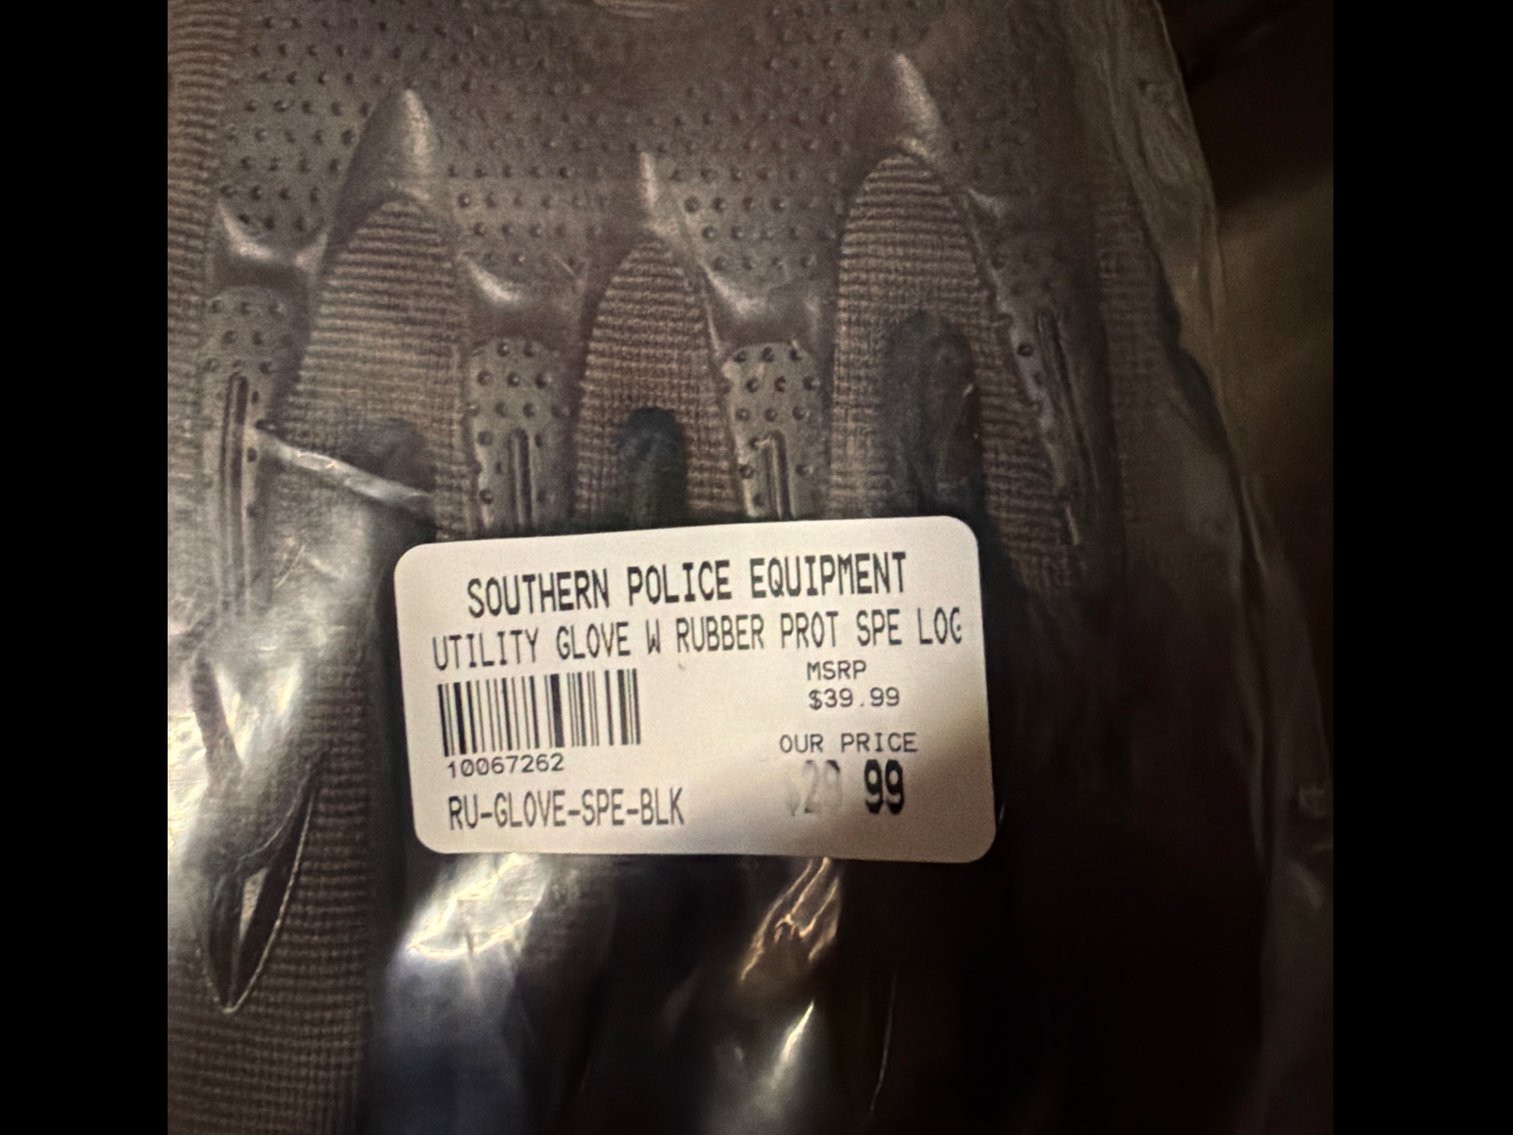 SOUTHERN POLICE EQUIPMENT
UTILITY GLOVE W RUBBER PROT SPE LOG
MSRP
$39.99
10067262
OUR PRICE
$29 99
RU-GLOVE-SPE-BLK